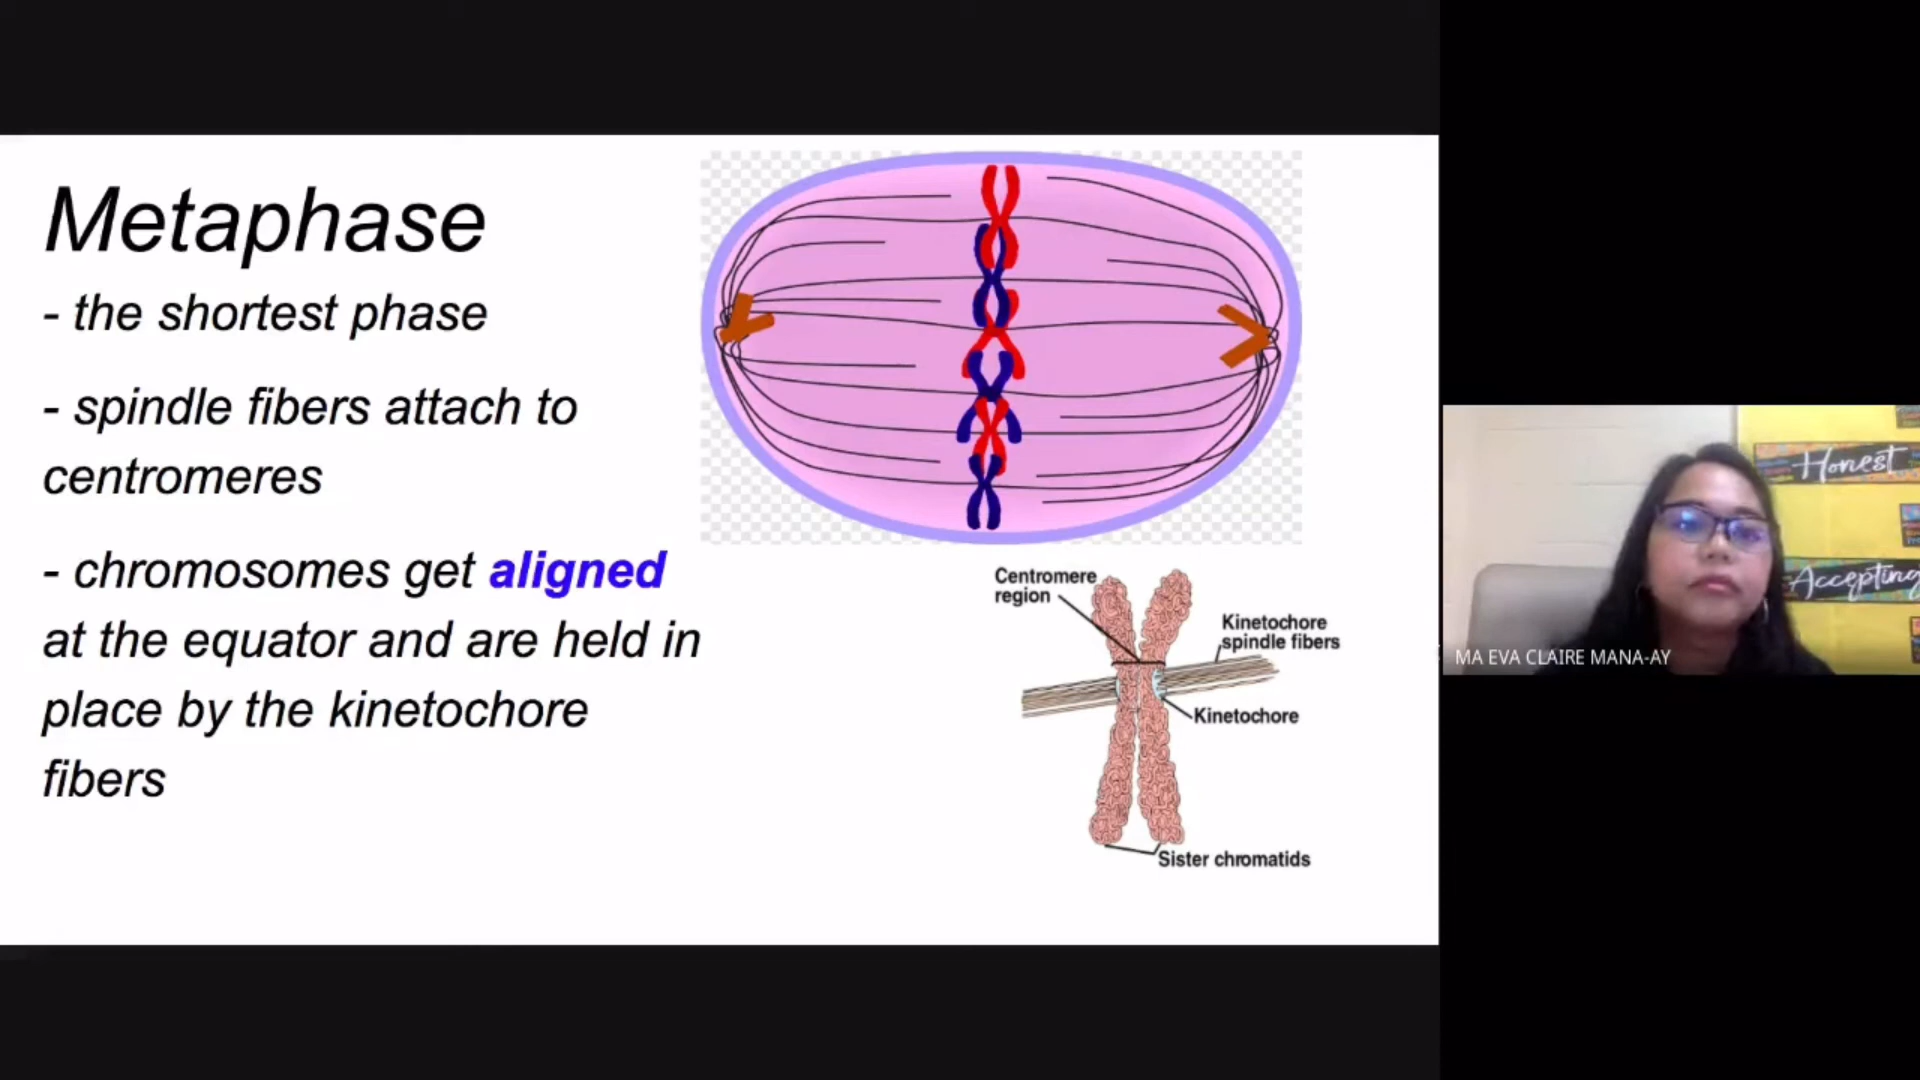 Metaphase
- the shortest phase
- spindle fibers attach to
centromeres
- chromosomes get aligned
at the equator and are held in
place by the kinetochore
fibers
Centromere
region
Kinetochore
spindle fibers
Kinetochore
Sister chromatids
Honest
Accepting
MA EVA CLAIRE MANA-AY